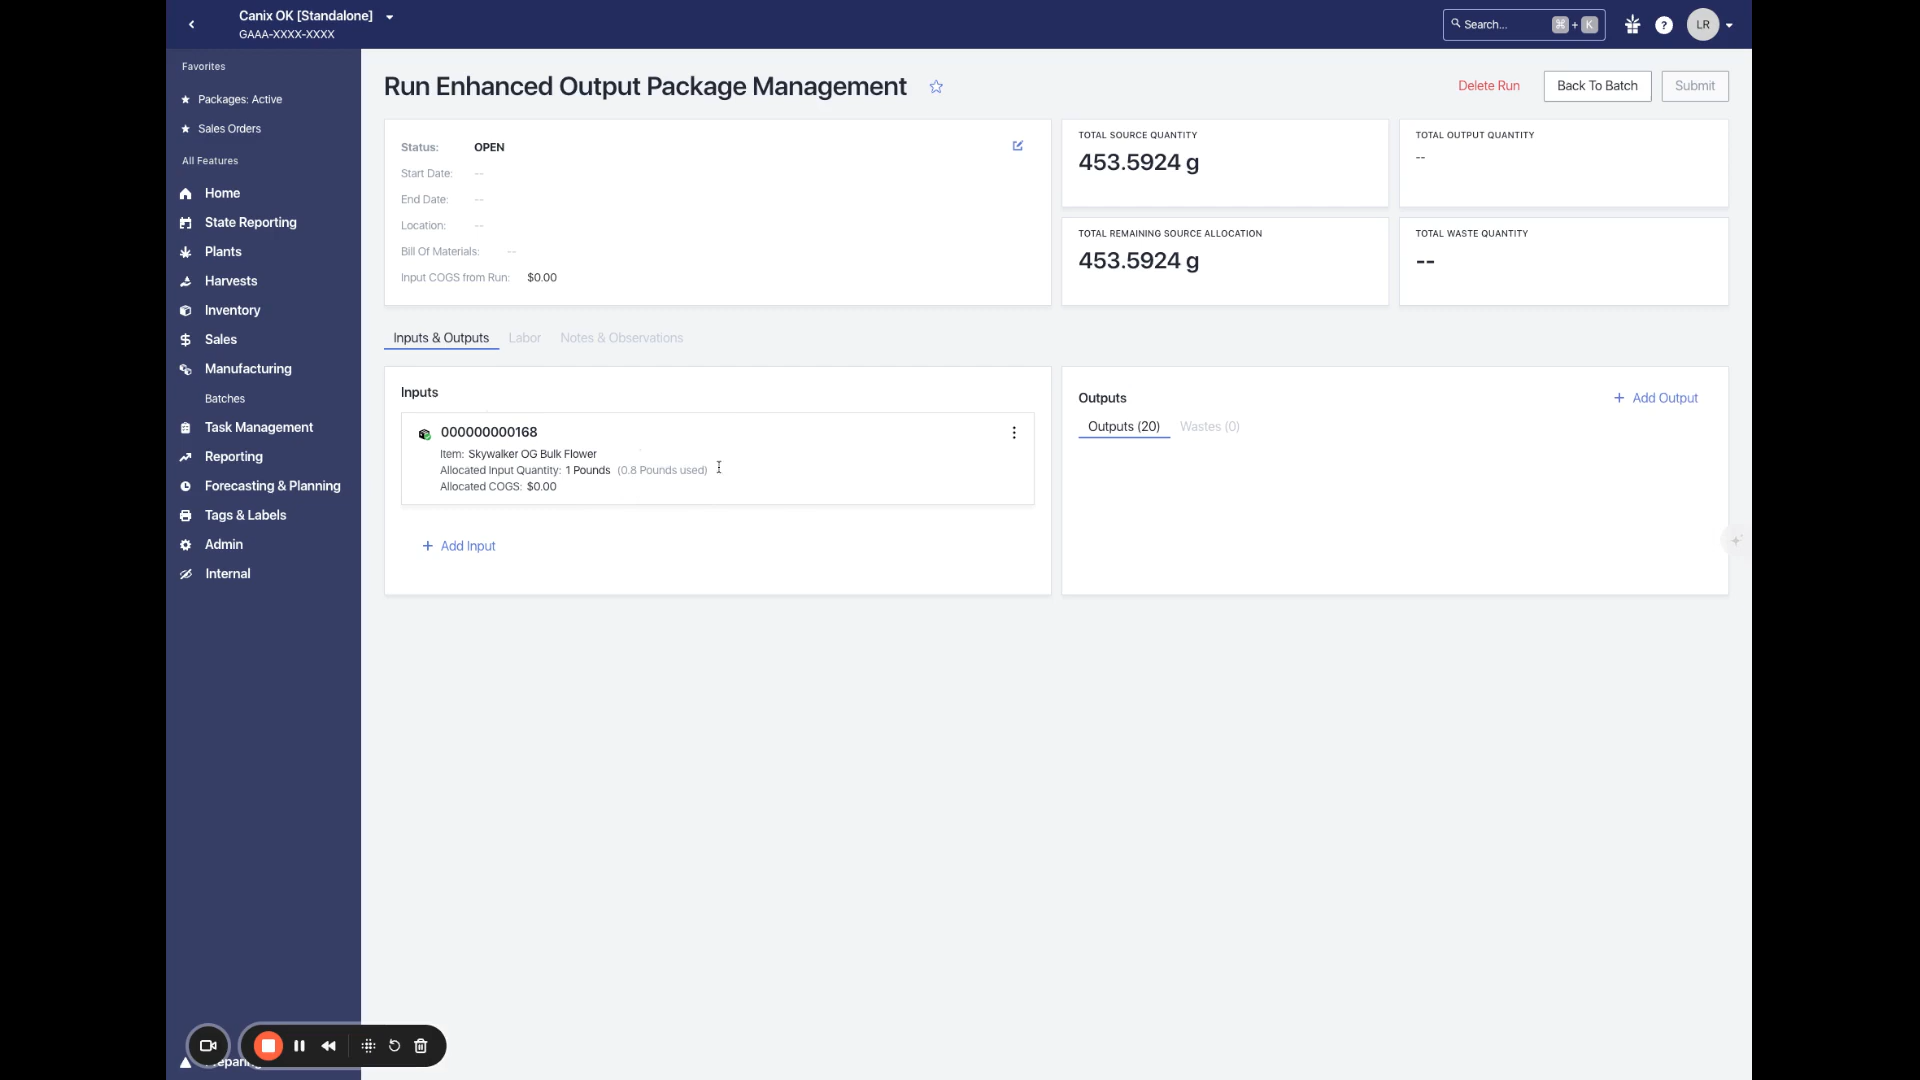 Canix OK [Standalone]
GAAA-XXXX-XXXX
Search... ⌘ + K
LR
Favorites
Packages: Active
Sales Orders
All Features
Home
State Reporting
Plants
Harvests
Inventory
Sales
Manufacturing
Batches
Task Management
Reporting
Forecasting & Planning
Tags & Labels
Admin
Internal
Run Enhanced Output Package Management
Delete Run
Back To Batch
Submit
Status: OPEN
Start Date: --
End Date: --
Location: --
Bill Of Materials: --
Input COGS from Run: $0.00
TOTAL SOURCE QUANTITY
453.5924 g
TOTAL OUTPUT QUANTITY
--
TOTAL REMAINING SOURCE ALLOCATION
453.5924 g
TOTAL WASTE QUANTITY
--
Inputs & Outputs
Labor
Notes & Observations
Inputs
000000000168
Item: Skywalker OG Bulk Flower
Allocated Input Quantity: 1 Pounds (0.8 Pounds used)
Allocated COGS: $0.00
+ Add Input
Outputs
+ Add Output
Outputs (20)
Wastes (0)